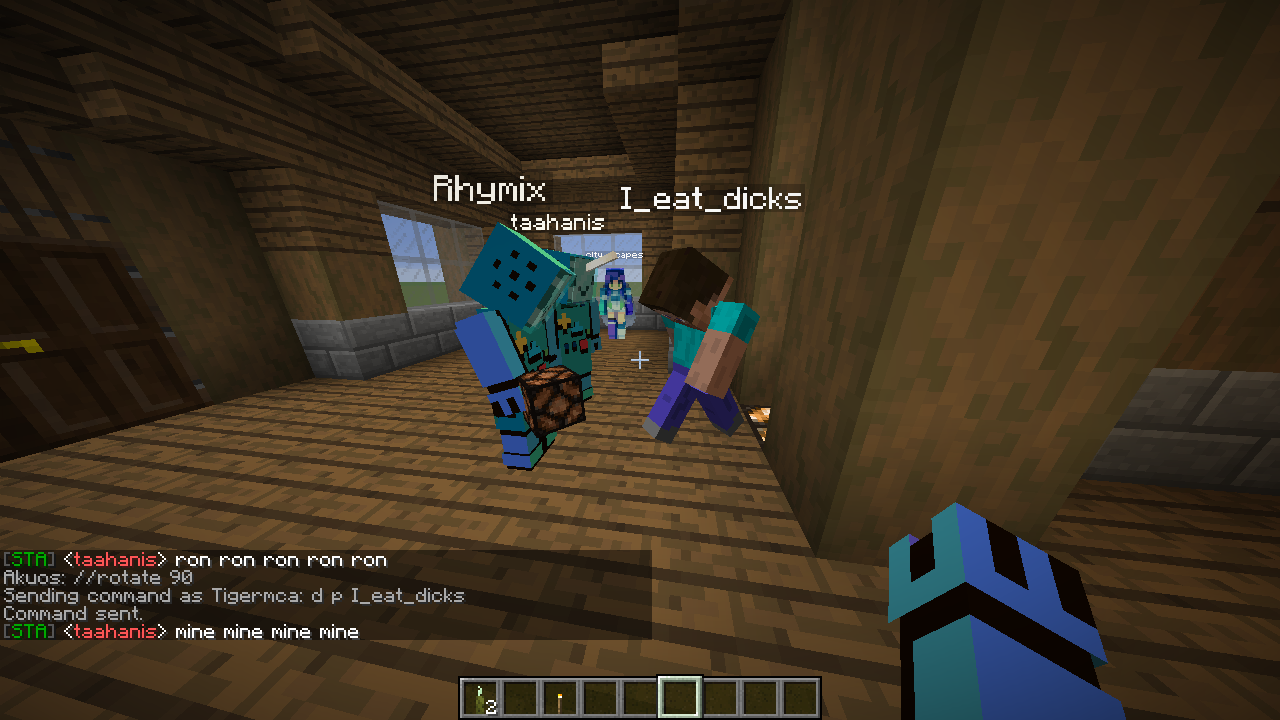 Rhymix
I_eat_dicks
taahanis
[STA] <taahanis> ron ron ron ron ron
Akuos: //rotate 90
Sending command as Tigermca: d p I_eat_dicks
Command sent.
[STA] <taahanis> mine mine mine mine
2